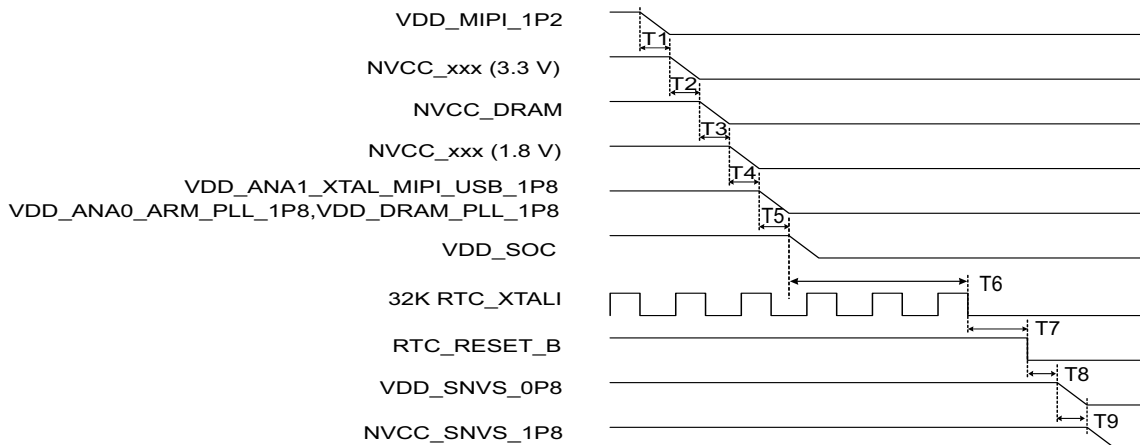 VDD_MIPI_1P2
T1
NVCC_xxx (3.3 V)
T2
NVCC_DRAM
T3
NVCC_xxx (1.8 V)
T4
VDD_ANA1_XTAL_MIPI_USB_1P8
VDD_ANA0_ARM_PLL_1P8,VDD_DRAM_PLL_1P8
T5
VDD_SOC
T6
32K RTC_XTALI
T7
RTC_RESET_B
T8
VDD_SNVS_0P8
T9
NVCC_SNVS_1P8